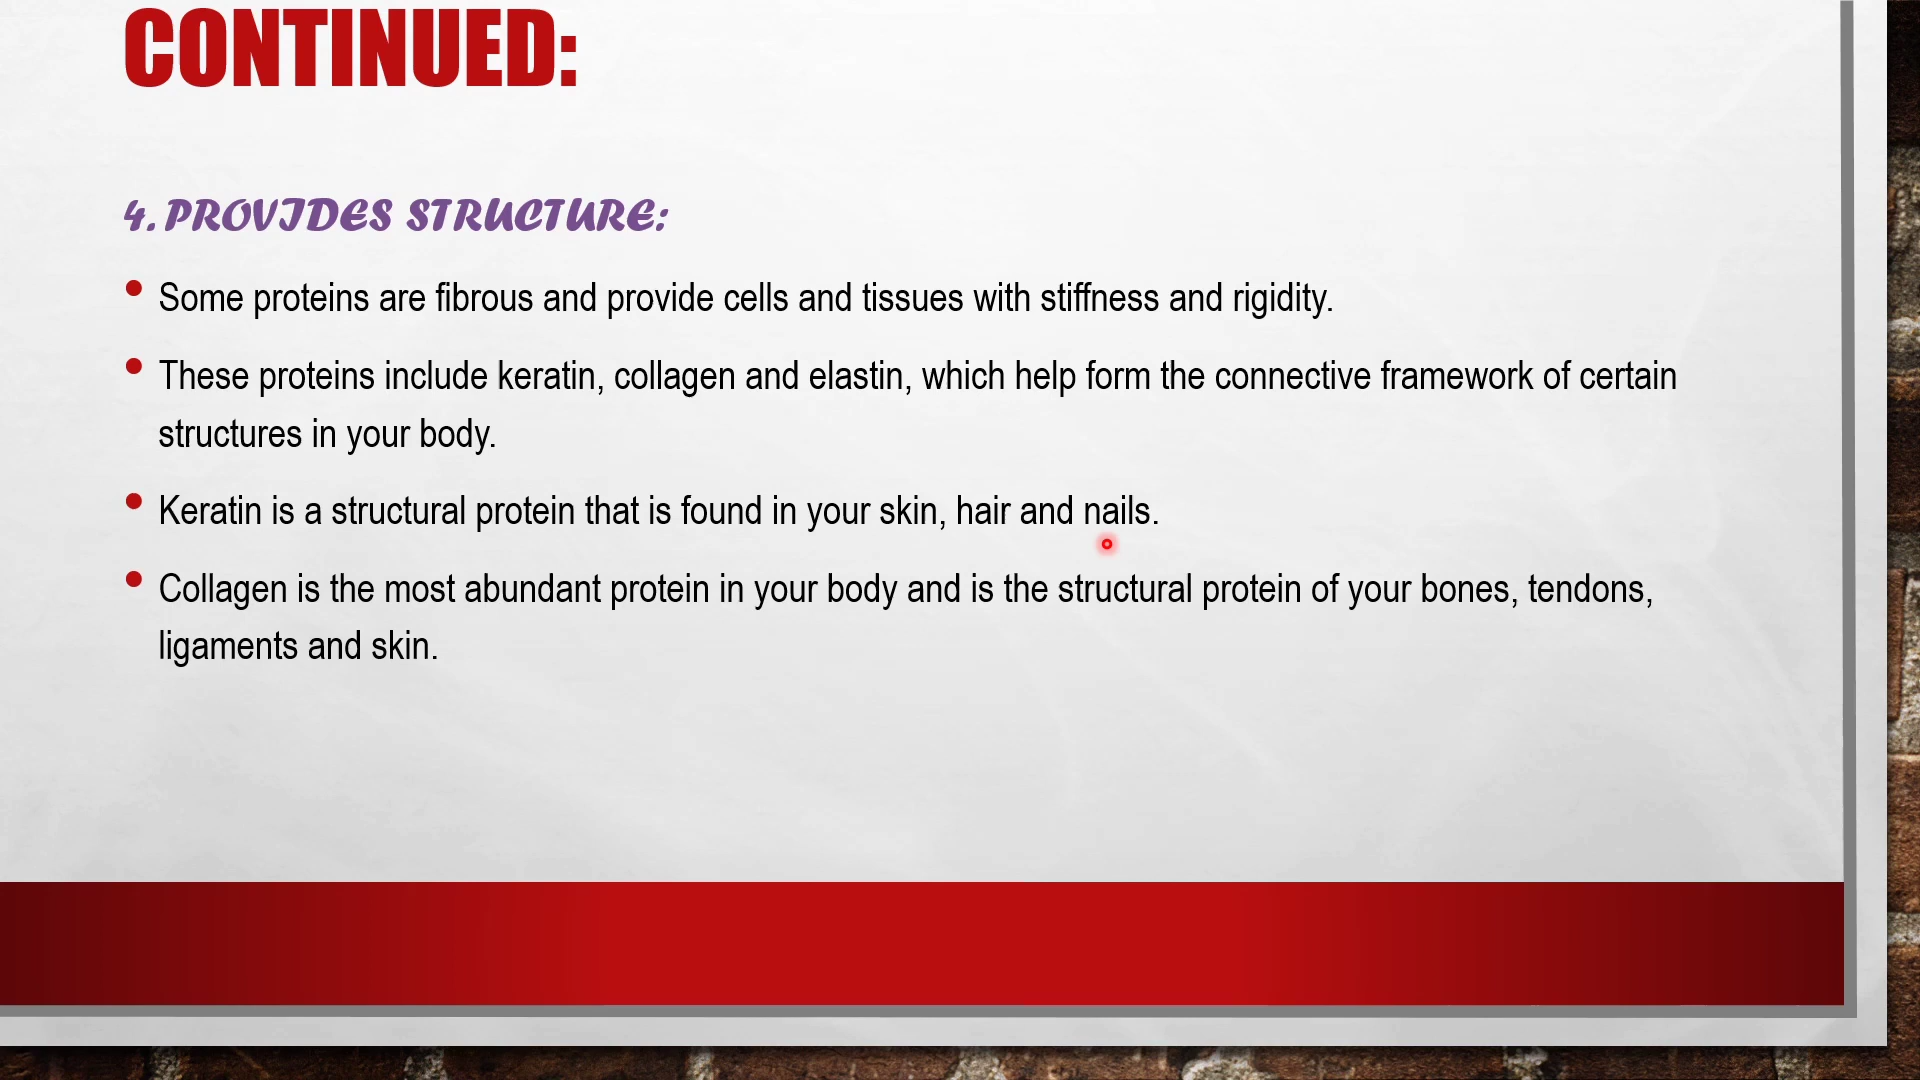 CONTINUED:
4. PROVIDES STRUCTURE:
• Some proteins are fibrous and provide cells and tissues with stiffness and rigidity.
• These proteins include keratin, collagen and elastin, which help form the connective framework of certain
structures in your body.
• Keratin is a structural protein that is found in your skin, hair and nails.
• Collagen is the most abundant protein in your body and is the structural protein of your bones, tendons,
ligaments and skin.